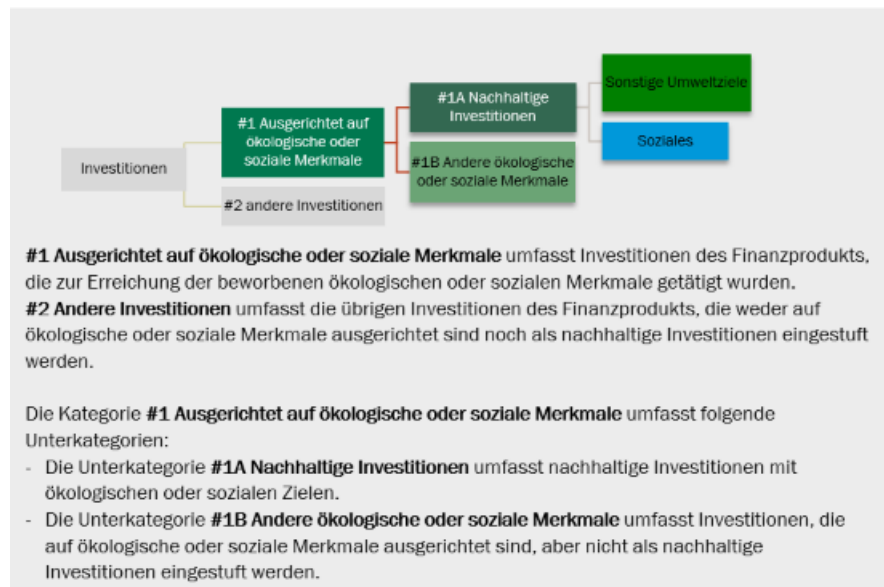 Sonstige Umweltziele
#1A Nachhaltige
Investitionen
#1 Ausgerichtet auf
ökologische oder
soziale Merkmale
Soziales
Investitionen
#1B Andere ökologische
oder soziale Merkmale
#2 andere Investitionen
#1 Ausgerichtet auf ökologische oder soziale Merkmale umfasst Investitionen des Finanzprodukts,
die zur Erreichung der beworbenen ökologischen oder sozialen Merkmale getätigt wurden.
#2 Andere Investitionen umfasst die übrigen Investitionen des Finanzprodukts, die weder auf
ökologische oder soziale Merkmale ausgerichtet sind noch als nachhaltige Investitionen eingestuft
werden.
Die Kategorie #1 Ausgerichtet auf ökologische oder soziale Merkmale umfasst folgende
Unterkategorien:
- Die Unterkategorie #1A Nachhaltige Investitionen umfasst nachhaltige Investitionen mit
ökologischen oder sozialen Zielen.
- Die Unterkategorie #1B Andere ökologische oder soziale Merkmale umfasst Investitionen, die
auf ökologische oder soziale Merkmale ausgerichtet sind, aber nicht als nachhaltige
Investitionen eingestuft werden.